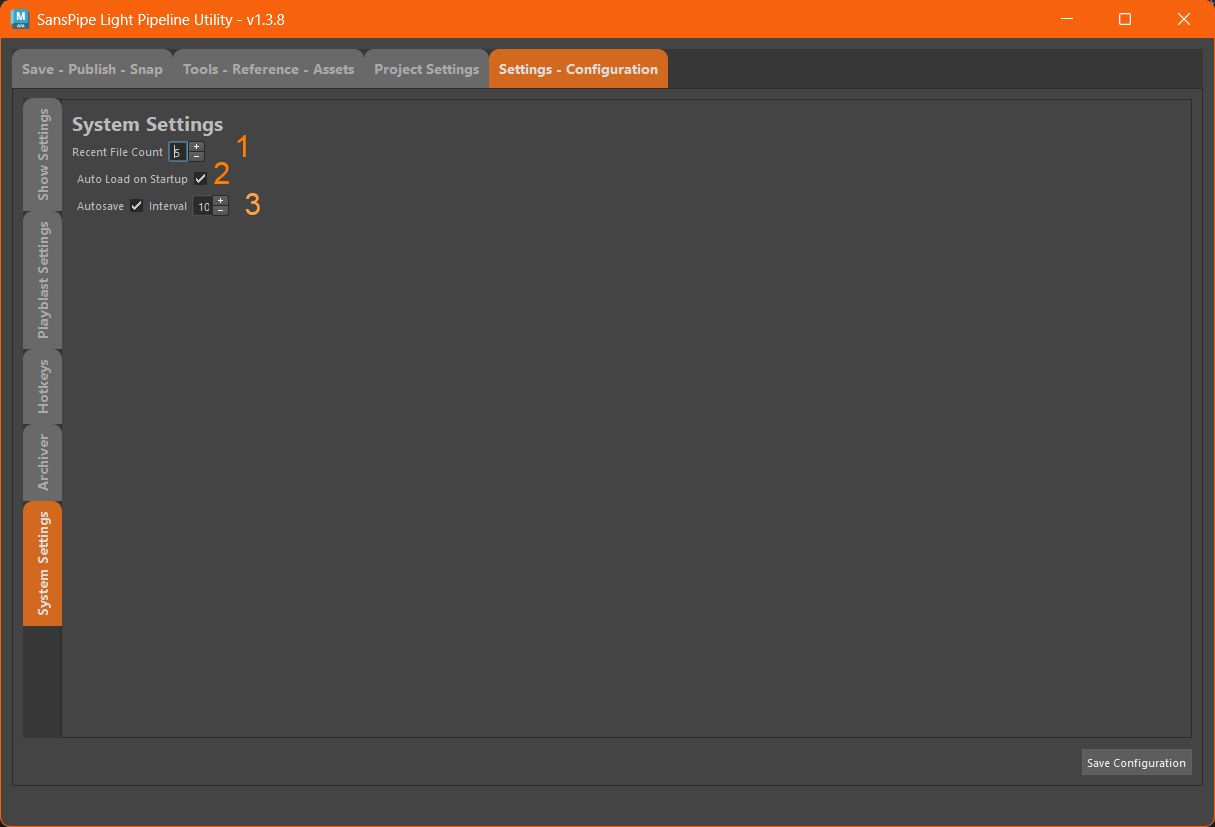 SansPipe Light Pipeline Utility - v1.3.8
Save - Publish - Snap Tools - Reference - Assets Project Settings Settings - Configuration
Show Settings
Playblast Settings
Hotkeys
Archiver
System Settings
System Settings
Recent File Count 5 1
Auto Load on Startup 2
Autosave Interval 10 3
Save Configuration